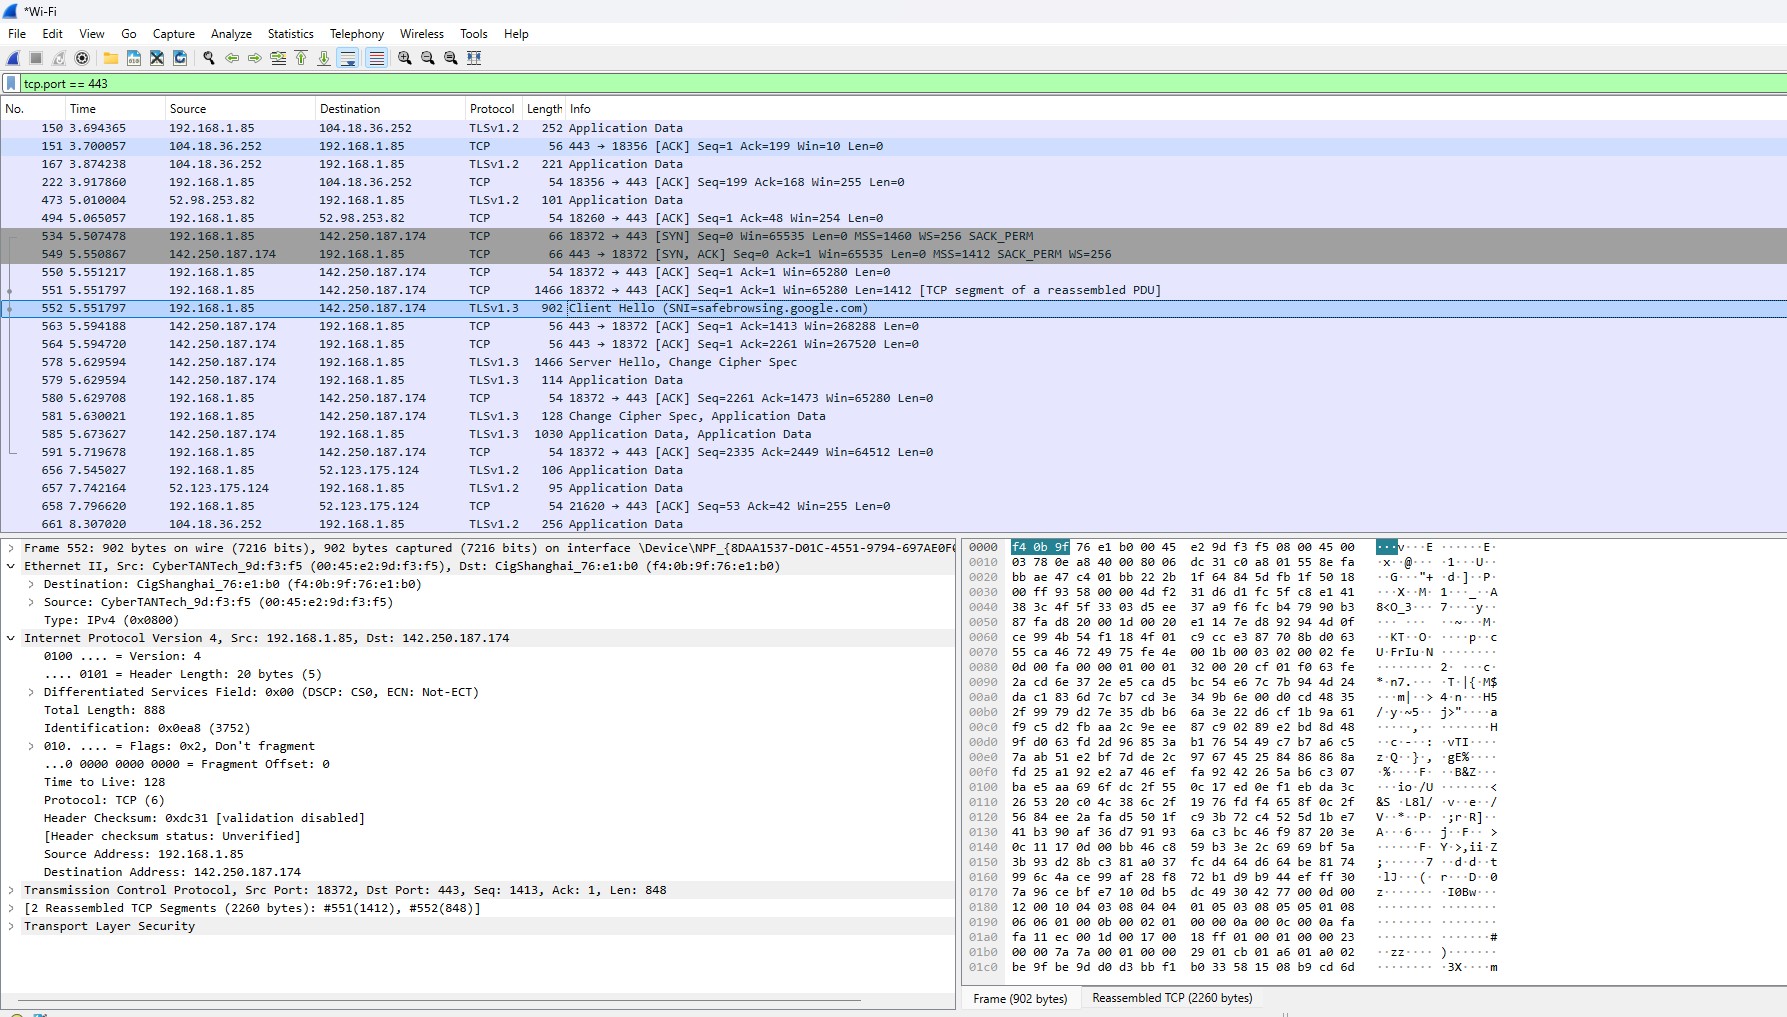 *Wi-Fi
File Edit View Go Capture Analyze Statistics Telephony Wireless Tools Help
tcp.port == 443
No. Time Source Destination Protocol Length Info
150 3.694365 192.168.1.85 104.18.36.252 TLSv1.2 252 Application Data
151 3.700057 104.18.36.252 192.168.1.85 TCP 56 443 → 18356 [ACK] Seq=1 Ack=199 Win=10 Len=0
167 3.874238 104.18.36.252 192.168.1.85 TLSv1.2 221 Application Data
222 3.917860 192.168.1.85 104.18.36.252 TCP 54 18356 → 443 [ACK] Seq=199 Ack=168 Win=255 Len=0
473 5.010004 52.98.253.82 192.168.1.85 TLSv1.2 101 Application Data
494 5.065057 192.168.1.85 52.98.253.82 TCP 54 18260 → 443 [ACK] Seq=1 Ack=48 Win=254 Len=0
534 5.507478 192.168.1.85 142.250.187.174 TCP 66 18372 → 443 [SYN] Seq=0 Win=65535 Len=0 MSS=1460 WS=256 SACK_PERM
549 5.550867 142.250.187.174 192.168.1.85 TCP 66 443 → 18372 [SYN, ACK] Seq=0 Ack=1 Win=65535 Len=0 MSS=1412 SACK_PERM WS=256
550 5.551217 192.168.1.85 142.250.187.174 TCP 54 18372 → 443 [ACK] Seq=1 Ack=1 Win=65280 Len=0
551 5.551797 192.168.1.85 142.250.187.174 TCP 1466 18372 → 443 [ACK] Seq=1 Ack=1 Win=65280 Len=1412 [TCP segment of a reassembled PDU]
552 5.551797 192.168.1.85 142.250.187.174 TLSv1.3 902 Client Hello (SNI=safebrowsing.google.com)
563 5.594188 142.250.187.174 192.168.1.85 TCP 56 443 → 18372 [ACK] Seq=1 Ack=1413 Win=268288 Len=0
564 5.594720 142.250.187.174 192.168.1.85 TCP 56 443 → 18372 [ACK] Seq=1 Ack=2261 Win=267520 Len=0
578 5.629594 142.250.187.174 192.168.1.85 TLSv1.3 1466 Server Hello, Change Cipher Spec
579 5.629594 142.250.187.174 192.168.1.85 TLSv1.3 114 Application Data
580 5.629708 192.168.1.85 142.250.187.174 TCP 54 18372 → 443 [ACK] Seq=2261 Ack=1473 Win=65280 Len=0
581 5.630021 192.168.1.85 142.250.187.174 TLSv1.3 128 Change Cipher Spec, Application Data
585 5.673627 142.250.187.174 192.168.1.85 TLSv1.3 1030 Application Data, Application Data
591 5.719678 192.168.1.85 142.250.187.174 TCP 54 18372 → 443 [ACK] Seq=2335 Ack=2449 Win=64512 Len=0
656 7.545027 192.168.1.85 52.123.175.124 TLSv1.2 106 Application Data
657 7.742164 52.123.175.124 192.168.1.85 TLSv1.2 95 Application Data
658 7.796620 192.168.1.85 52.123.175.124 TCP 54 21620 → 443 [ACK] Seq=53 Ack=42 Win=255 Len=0
661 8.307020 104.18.36.252 192.168.1.85 TLSv1.2 256 Application Data
Frame 552: 902 bytes on wire (7216 bits), 902 bytes captured (7216 bits) on interface \Device\NPF_{8DAA1537-D01C-4551-9794-697AE0F
Ethernet II, Src: CyberTANTech_9d:f3:f5 (00:45:e2:9d:f3:f5), Dst: CigShanghai_76:e1:b0 (f4:0b:9f:76:e1:b0)
Destination: CigShanghai_76:e1:b0 (f4:0b:9f:76:e1:b0)
Source: CyberTANTech_9d:f3:f5 (00:45:e2:9d:f3:f5)
Type: IPv4 (0x0800)
Internet Protocol Version 4, Src: 192.168.1.85, Dst: 142.250.187.174
0100 .... = Version: 4
.... 0101 = Header Length: 20 bytes (5)
Differentiated Services Field: 0x00 (DSCP: CS0, ECN: Not-ECT)
Total Length: 888
Identification: 0x0ea8 (3752)
010. .... = Flags: 0x2, Don't fragment
...0 0000 0000 0000 = Fragment Offset: 0
Time to Live: 128
Protocol: TCP (6)
Header Checksum: 0xdc31 [validation disabled]
[Header checksum status: Unverified]
Source Address: 192.168.1.85
Destination Address: 142.250.187.174
Transmission Control Protocol, Src Port: 18372, Dst Port: 443, Seq: 1413, Ack: 1, Len: 848
[2 Reassembled TCP Segments (2260 bytes): #551(1412), #552(848)]
Transport Layer Security
0000 f4 0b 9f 76 e1 b0 00 45 e2 9d f3 f5 08 00 45 00
0010 03 78 0e a8 40 00 80 06 dc 31 c0 a8 01 55 8e fa
0020 bb ae 47 c4 01 bb 22 2b 1f 64 84 5d fb 1f 50 18
0030 00 ff 93 58 00 00 4d f2 31 d6 d1 fc 5f c8 e1 41
0040 38 3c 4f 5f 33 03 d5 ee 37 a9 f6 fc b4 79 90 b3
0050 87 fa d8 20 00 1d 00 20 e1 14 7e d8 92 94 4d 0f
0060 ce 99 4b 54 f1 18 4f 01 c9 cc e3 87 70 8b d0 63
0070 55 ca 46 72 49 75 fe 4e 00 1b 00 03 02 00 02 fe
0080 0d 00 fa 00 00 01 00 01 32 00 20 cf 01 f0 63 fe
0090 2a cd 6e 37 2e e5 ca d5 bc 54 e6 7c 7b 94 4d 24
00a0 da c1 83 6d 7c b7 cd 3e 34 9b 6e 00 d0 cd 48 35
00b0 2f 99 79 d2 7e 35 db b6 6a 3e 22 d6 cf 1b 9a 61
00c0 f9 c5 d2 fb aa 2c 9e ee 87 c9 02 89 e2 bd 8d 48
00d0 9f d0 63 fd 2d 96 85 3a b1 76 54 49 c7 b7 a6 c5
00e0 7a ab 51 e2 bf 7d de 2c 97 67 45 25 84 86 86 8a
00f0 fd 25 a1 92 e2 a7 46 ef fa 92 42 26 5a b6 c3 07
0100 ba e5 aa 69 6f dc 2f 55 0c 17 ed 0e f1 eb da 3c
0110 26 53 20 c0 4c 38 6c 2f 19 76 fd f4 65 8f 0c 2f
0120 56 84 ee 2a fa d5 50 1f c9 3b 72 c4 52 5d 1b e7
0130 41 b3 90 af 36 d7 91 93 6a c3 bc 46 f9 87 20 3e
0140 0c 11 17 0d 00 bb 46 c8 59 b3 3e 2c 69 69 bf 5a
0150 3b 93 d2 8b c3 81 a0 37 fc d4 64 d6 64 be 81 74
0160 99 6c 4a ce 99 af 28 f8 72 b1 d9 b9 44 ef ff 30
0170 7a 96 ce bf e7 10 0d b5 dc 49 30 42 77 00 0d 00
0180 12 00 10 04 03 08 04 04 01 05 03 08 05 05 01 08
0190 06 06 01 00 0b 00 02 01 00 00 0a 00 0c 00 0a fa
01a0 fa 11 ec 00 1d 00 17 00 18 ff 01 00 01 00 00 23
01b0 00 00 7a 7a 00 01 00 00 29 01 cb 01 a6 01 a0 02
01c0 be 9f be 9d d0 d3 bb f1 b0 33 58 15 08 b9 cd 6d
Frame (902 bytes) Reassembled TCP (2260 bytes)